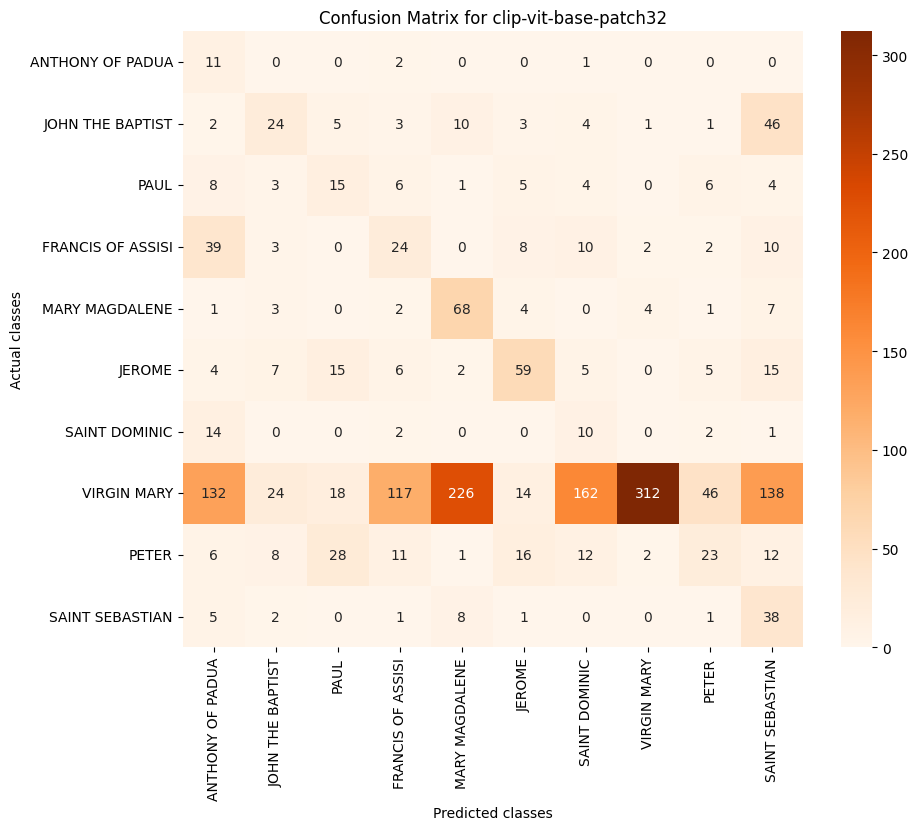 Confusion Matrix for clip-vit-base-patch32
ANTHONY OF PADUA 11 0 0 2 0 0 1 0 0 0
JOHN THE BAPTIST 2 24 5 3 10 3 4 1 1 46
PAUL 8 3 15 6 1 5 4 0 6 4
FRANCIS OF ASSISI 39 3 0 24 0 8 10 2 2 10
MARY MAGDALENE 1 3 0 2 68 4 0 4 1 7
JEROME 4 7 15 6 2 59 5 0 5 15
SAINT DOMINIC 14 0 0 2 0 0 10 0 2 1
VIRGIN MARY 132 24 18 117 226 14 162 312 46 138
PETER 6 8 28 11 1 16 12 2 23 12
SAINT SEBASTIAN 5 2 0 1 8 1 0 0 1 38
Actual classes
ANTHONY OF PADUA
JOHN THE BAPTIST
PAUL
FRANCIS OF ASSISI
MARY MAGDALENE
JEROME
SAINT DOMINIC
VIRGIN MARY
PETER
SAINT SEBASTIAN
Predicted classes
300
250
200
150
100
50
0